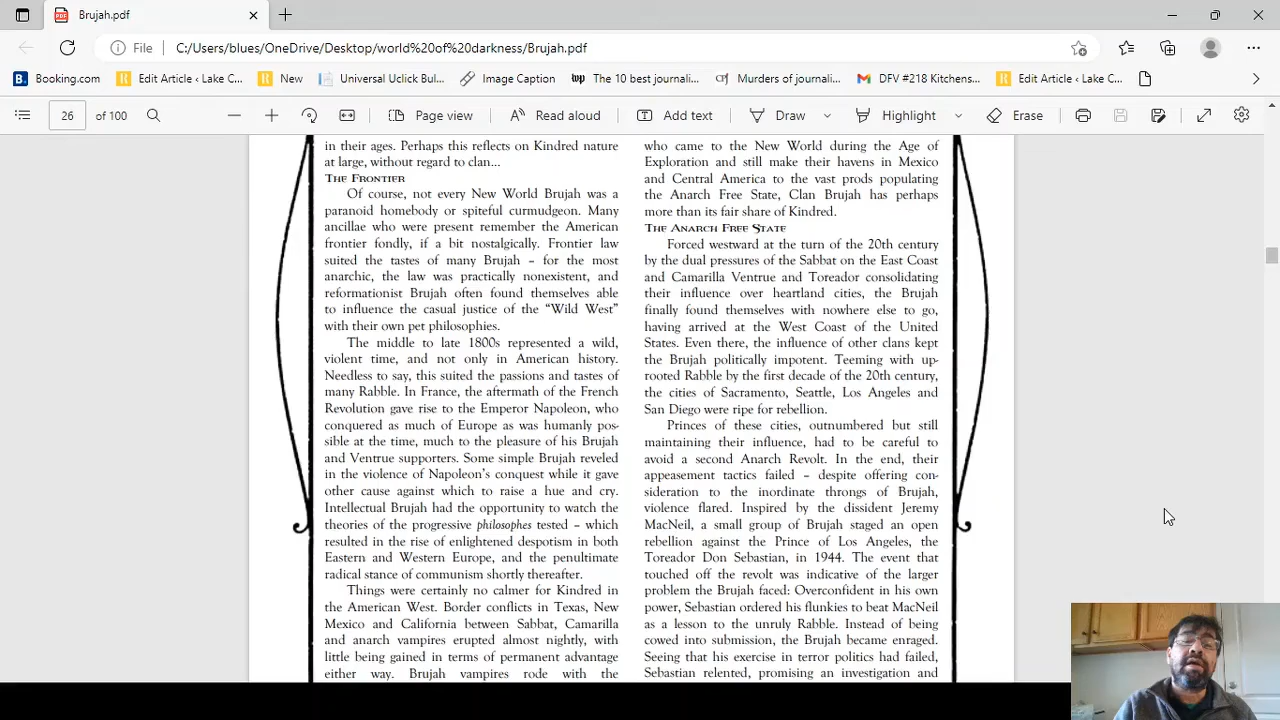 Brujah.pdf
File
C:/Users/blues/OneDrive/Desktop/world%20of%20darkness/Brujah.pdf
B. Booking.com
R Edit Article ‹ Lake C...
R New
Universal Uclick Bul...
Image Caption
wp The 10 best journali...
Murders of journali...
DFV #218 Kitchens...
R Edit Article ‹ Lake C...
26 of 100
Page view
Read aloud
Add text
Draw
Highlight
Erase
in their ages. Perhaps this reflects on Kindred nature
at large, without regard to clan...
The Frontier
Of course, not every New World Brujah was a
paranoid homebody or spiteful curmudgeon. Many
ancillae who were present remember the American
frontier fondly, if a bit nostalgically. Frontier law
suited the tastes of many Brujah – for the most
anarchic, the law was practically nonexistent, and
reformationist Brujah often found themselves able
to influence the casual justice of the “Wild West”
with their own pet philosophies.
The middle to late 1800s represented a wild,
violent time, and not only in American history.
Needless to say, this suited the passions and tastes of
many Rabble. In France, the aftermath of the French
Revolution gave rise to the Emperor Napoleon, who
conquered as much of Europe as was humanly pos-
sible at the time, much to the pleasure of his Brujah
and Ventrue supporters. Some simple Brujah reveled
in the violence of Napoleon’s conquest while it gave
other cause against which to raise a hue and cry.
Intellectual Brujah had the opportunity to watch the
theories of the progressive philosophes tested – which
resulted in the rise of enlightened despotism in both
Eastern and Western Europe, and the penultimate
radical stance of communism shortly thereafter.
Things were certainly no calmer for Kindred in
the American West. Border conflicts in Texas, New
Mexico and California between Sabbat, Camarilla
and anarch vampires erupted almost nightly, with
little being gained in terms of permanent advantage
either way. Brujah vampires rode with the
who came to the New World during the Age of
Exploration and still make their havens in Mexico
and Central America to the vast prods populating
the Anarch Free State, Clan Brujah has perhaps
more than its fair share of Kindred.
The Anarch Free State
Forced westward at the turn of the 20th century
by the dual pressures of the Sabbat on the East Coast
and Camarilla Ventrue and Toreador consolidating
their influence over heartland cities, the Brujah
finally found themselves with nowhere else to go,
having arrived at the West Coast of the United
States. Even there, the influence of other clans kept
the Brujah politically impotent. Teeming with up-
rooted Rabble by the first decade of the 20th century,
the cities of Sacramento, Seattle, Los Angeles and
San Diego were ripe for rebellion.
Princes of these cities, outnumbered but still
maintaining their influence, had to be careful to
avoid a second Anarch Revolt. In the end, their
appeasement tactics failed – despite offering con-
sideration to the inordinate throngs of Brujah,
violence flared. Inspired by the dissident Jeremy
MacNeil, a small group of Brujah staged an open
rebellion against the Prince of Los Angeles, the
Toreador Don Sebastian, in 1944. The event that
touched off the revolt was indicative of the larger
problem the Brujah faced: Overconfident in his own
power, Sebastian ordered his flunkies to beat MacNeil
as a lesson to the unruly Rabble. Instead of being
cowed into submission, the Brujah became enraged.
Seeing that his exercise in terror politics had failed,
Sebastian relented, promising an investigation and